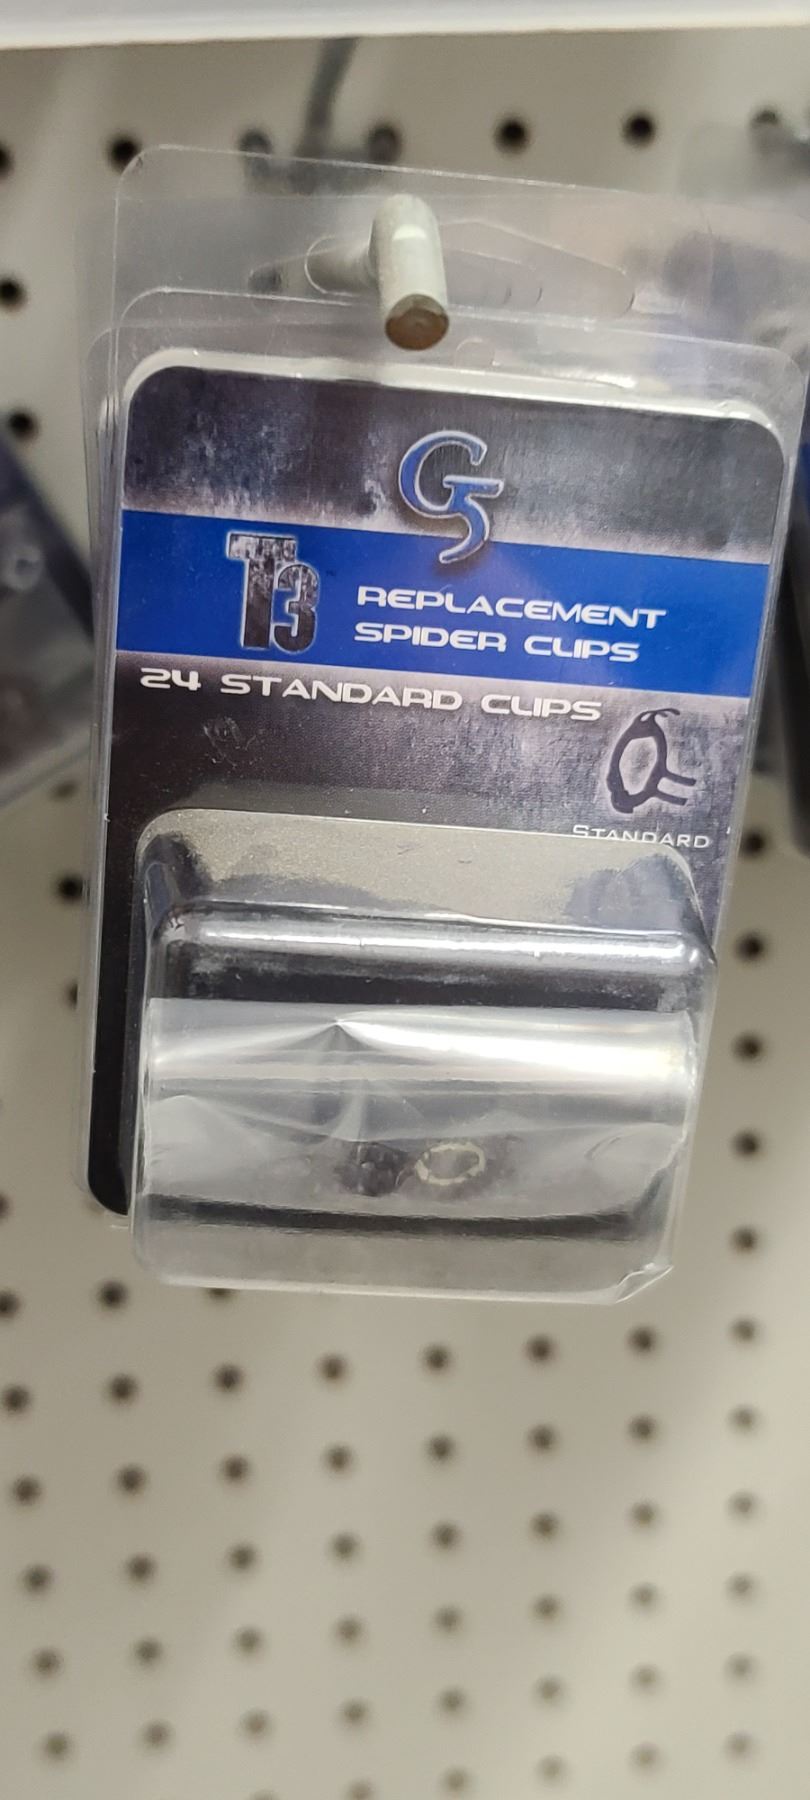 G5
T3
REPLACEMENT
SPIDER CLIPS
24 STANDARD CLIPS
STANDARD